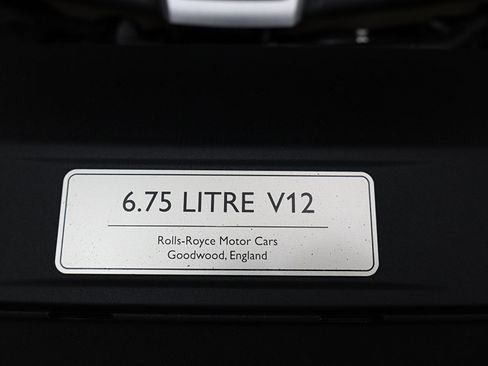 6.75 LITRE V12
Rolls-Royce Motor Cars
Goodwood, England